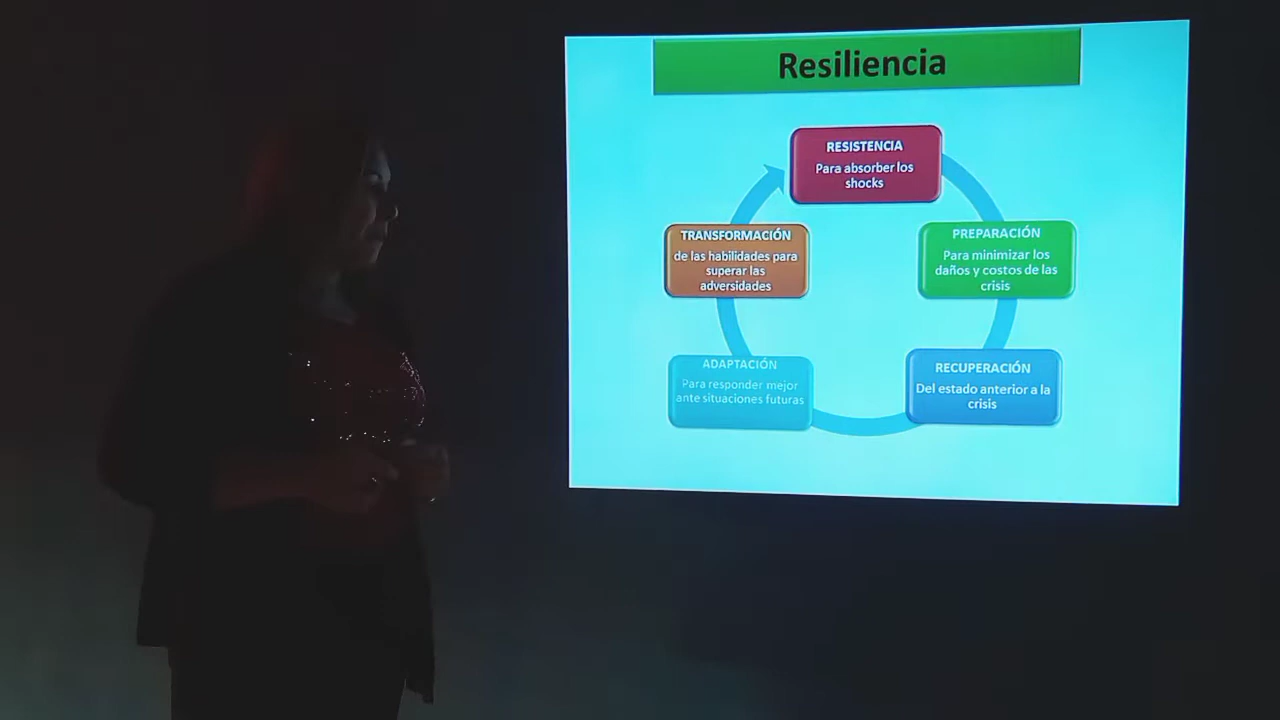 Resiliencia
RESISTENCIA
Para absorber los
shocks
PREPARACIÓN
Para minimizar los
daños y costos de las
crisis
RECUPERACIÓN
Del estado anterior a la
crisis
ADAPTACIÓN
Para responder mejor
ante situaciones futuras
TRANSFORMACIÓN
de las habilidades para
superar las
adversidades